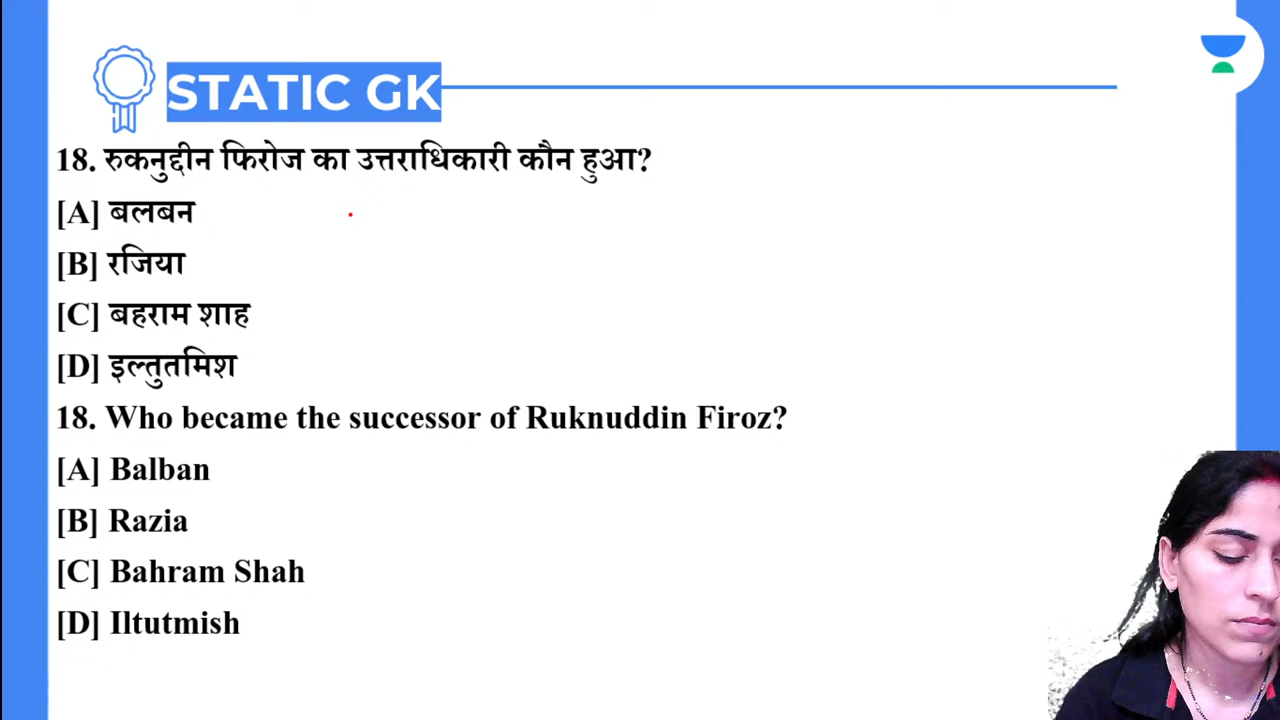 STATIC GK
18. रुकनुद्दीन फिरोज का उत्तराधिकारी कौन हुआ?
[A] बलबन
[B] रजिया
[C] बहराम शाह
[D] इल्तुतमिश
18. Who became the successor of Ruknuddin Firoz?
[A] Balban
[B] Razia
[C] Bahram Shah
[D] Iltutmish